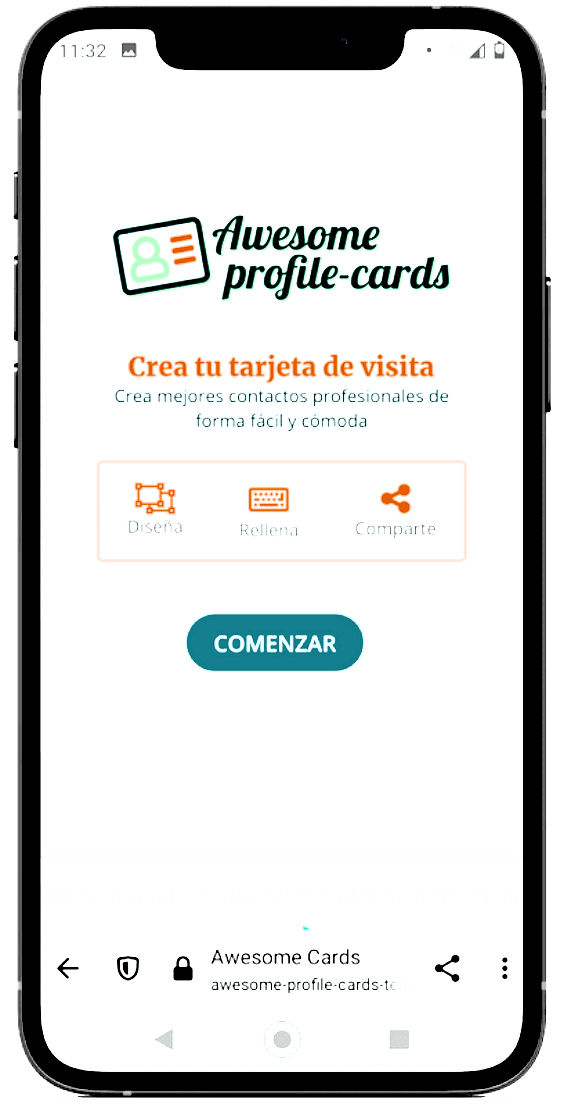 11:32
Awesome
profile-cards
Crea tu tarjeta de visita
Crea mejores contactos profesionales de
forma fácil y cómoda
Diseña
Rellena
Comparte
COMENZAR
Awesome Cards
awesome-profile-cards-te